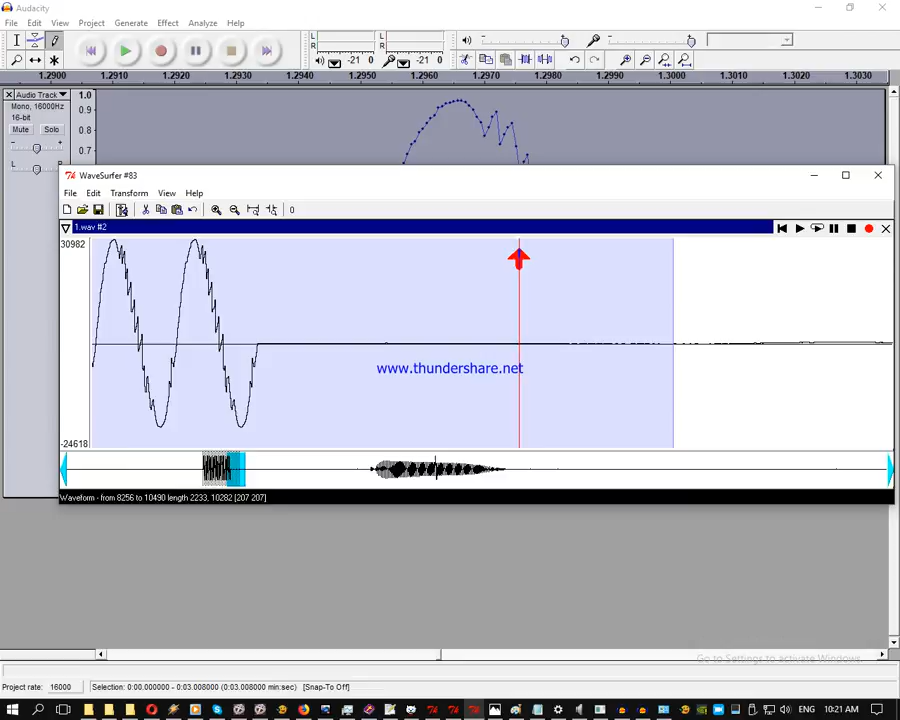 Audacity
File Edit View Project Generate Effect Analyze Help
L R -21 0 L R -21 0
1.2900 1.2910 1.2920 1.2930 1.2940 1.2950 1.2960 1.2970 1.2980 1.2990 1.3000 1.3010 1.3020 1.3030
Audio Track 1.0
Mono, 16000Hz 0.9
16-bit
Mute Solo 0.8
- + 0.7
L R
WaveSurfer #83
File Edit Transform View Help
0
1.wav #2
30982
www.thundershare.net
-24618
Waveform - from 8256 to 10490 length 2233, 10282 [207 207]
Go to Settings to activate Windows.
Project rate: 16000 Selection: 0:00.000000 - 0:03.008000 (0:03.008000 min:sec) [Snap-To Off]
ENG 10:21 AM